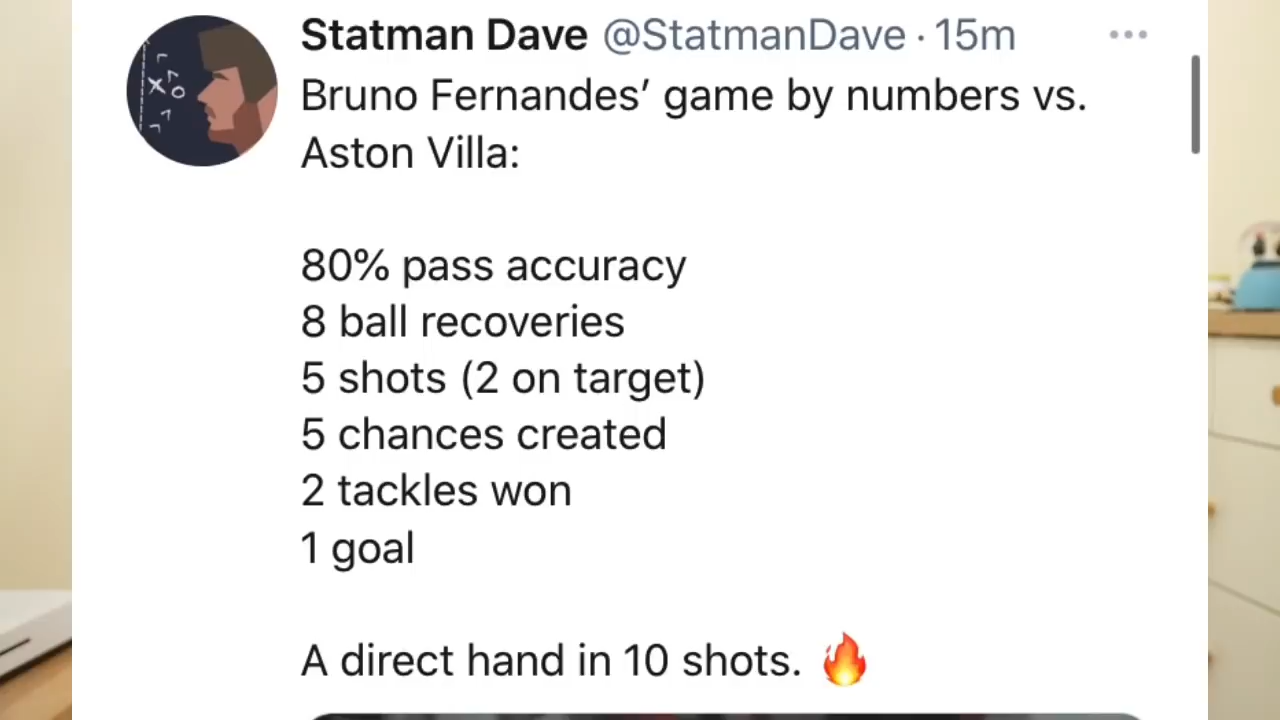 Statman Dave @StatmanDave · 15m
Bruno Fernandes’ game by numbers vs.
Aston Villa:
80% pass accuracy
8 ball recoveries
5 shots (2 on target)
5 chances created
2 tackles won
1 goal
A direct hand in 10 shots. 🔥